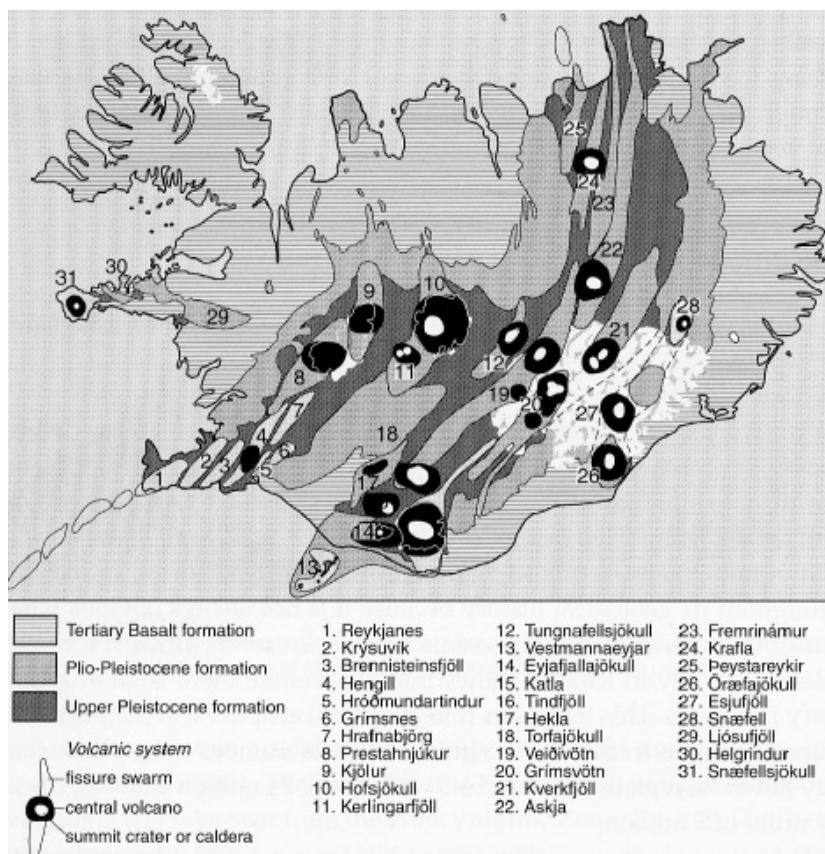 25
24
23
22
31
30
29
9
10
28
21
12
11
8
7
19
20
27
4
6
18
2
3
5
1
17
26
14
13
Tertiary Basalt formation
Plio-Pleistocene formation
Upper Pleistocene formation
Volcanic system
fissure swarm
central volcano
summit crater or caldera
1. Reykjanes
2. Krýsuvík
3. Brennisteinsfjöll
4. Hengill
5. Hróðmundartindur
6. Grímsnes
7. Hrafnabjörg
8. Prestahnjúkur
9. Kjölur
10. Hofsjökull
11. Kerlingarfjöll
12. Tungnafellsjökull
13. Vestmannaeyjar
14. Eyjafjallajökull
15. Katla
16. Tindfjöll
17. Hekla
18. Torfajökull
19. Veiðivötn
20. Grímsvötn
21. Kverkfjöll
22. Askja
23. Fremrinámur
24. Krafla
25. Þeystareykir
26. Öræfajökull
27. Esjufjöll
28. Snæfell
29. Ljósufjöll
30. Helgrindur
31. Snæfellsjökull